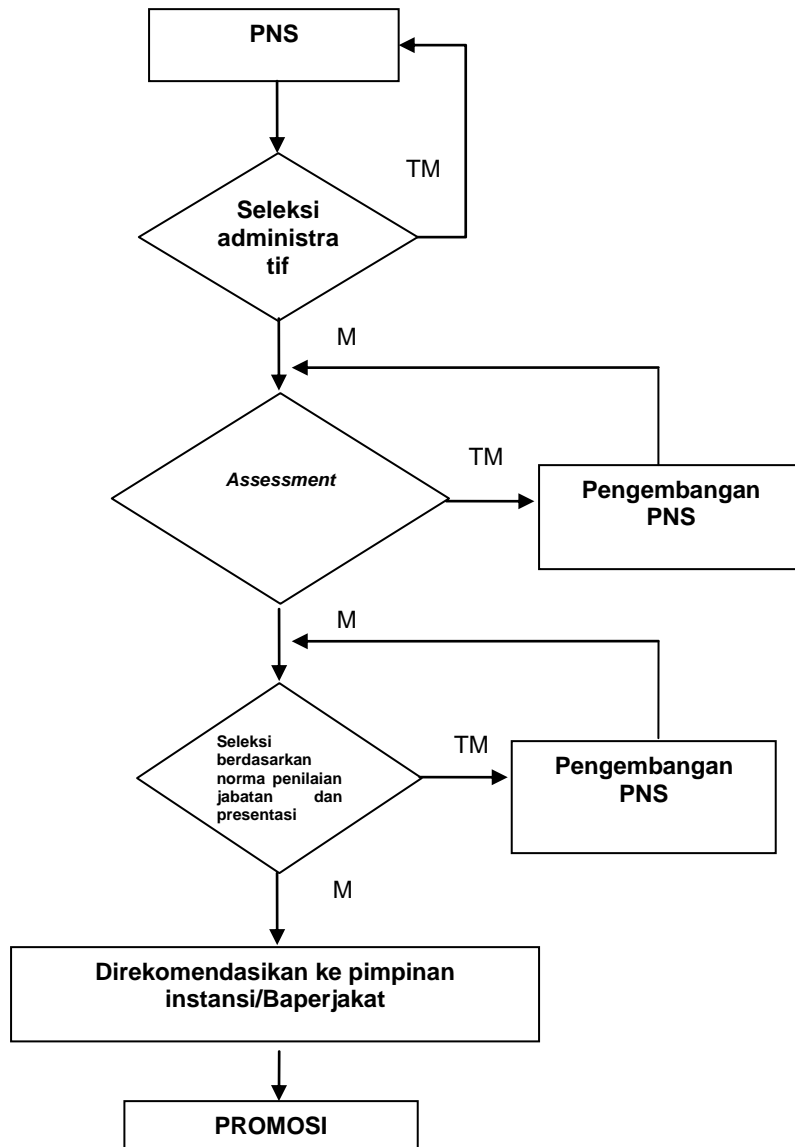 PNS
TM
Seleksi
administra
tif
M
Assessment
TM
Pengembangan
PNS
M
Seleksi
berdasarkan
norma penilaian
jabatan dan
presentasi
TM
Pengembangan
PNS
M
Direkomendasikan ke pimpinan
instansi/Baperjakat
PROMOSI